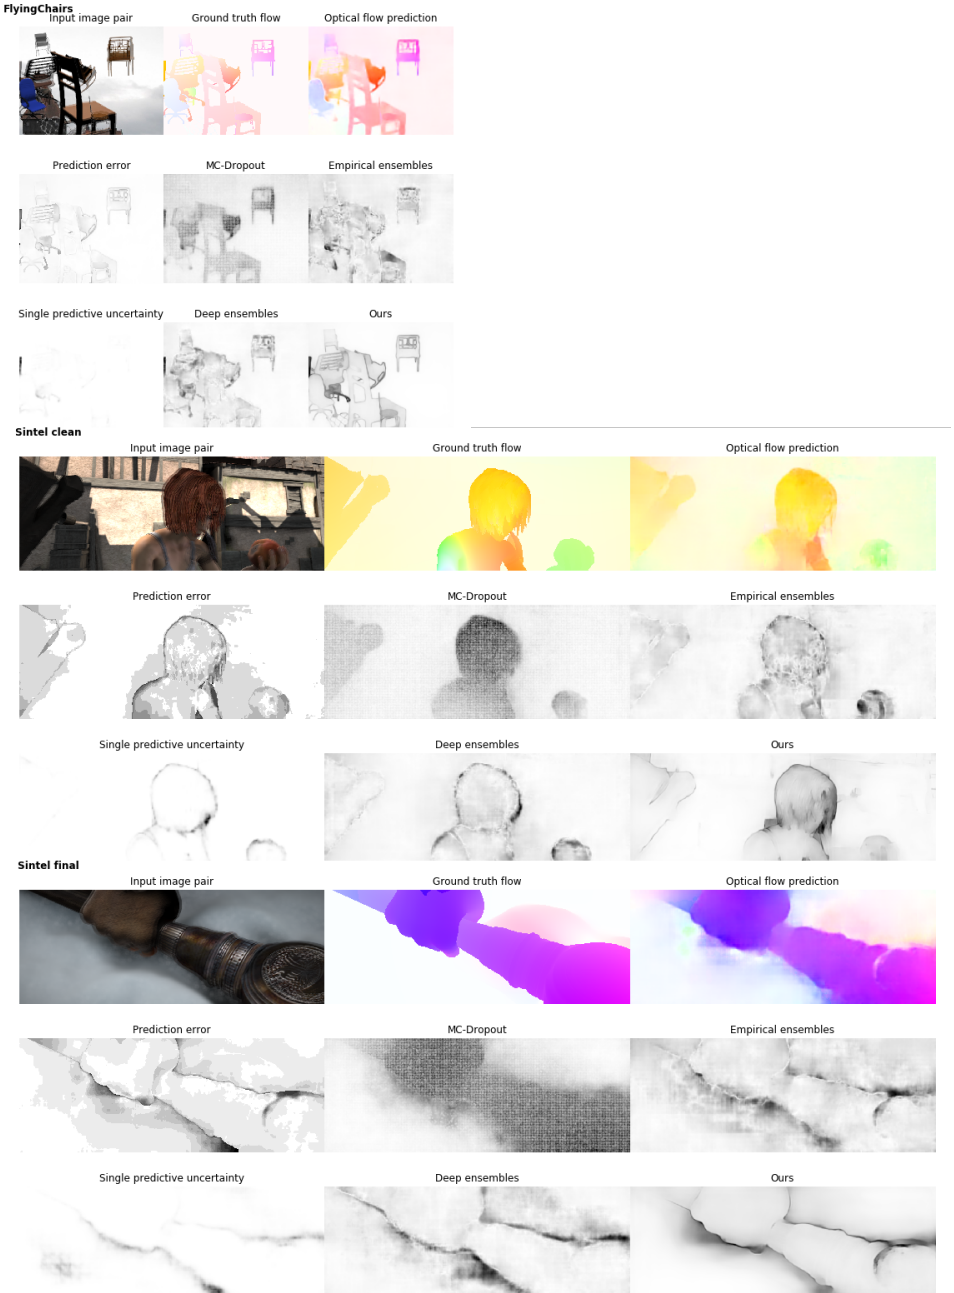 FlyingChairs
Input image pair Ground truth flow Optical flow prediction
Prediction error MC-Dropout Empirical ensembles
Single predictive uncertainty Deep ensembles Ours
Sintel clean
Input image pair Ground truth flow Optical flow prediction
Prediction error MC-Dropout Empirical ensembles
Single predictive uncertainty Deep ensembles Ours
Sintel final
Input image pair Ground truth flow Optical flow prediction
Prediction error MC-Dropout Empirical ensembles
Single predictive uncertainty Deep ensembles Ours